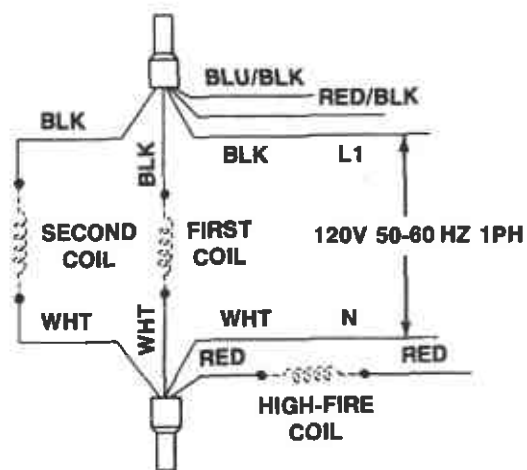 BLU/BLK
RED/BLK
BLK
BLK
BLK L1
SECOND
COIL
FIRST
COIL
120V 50-60 HZ 1PH
WHT
WHT
WHT N
RED
RED
HIGH-FIRE
COIL